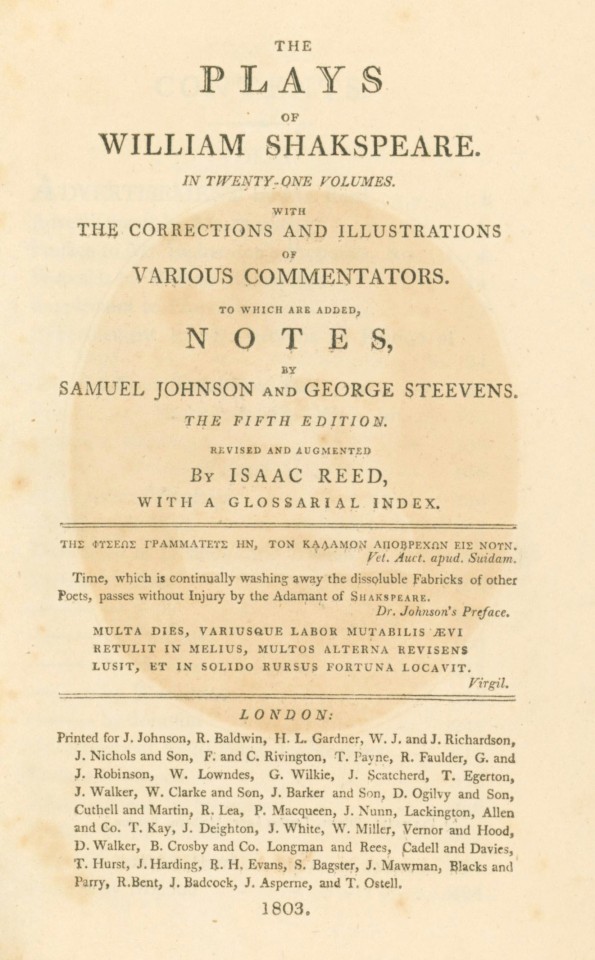 THE
PLAYS
OF
WILLIAM SHAKSPEARE.
IN TWENTY-ONE VOLUMES.
WITH
THE CORRECTIONS AND ILLUSTRATIONS
OF
VARIOUS COMMENTATORS.
TO WHICH ARE ADDED,
NOTES,
BY
SAMUEL JOHNSON AND GEORGE STEEVENS.
THE FIFTH EDITION.
REVISED AND AUGMENTED
BY ISAAC REED,
WITH A GLOSSARIAL INDEX.
ΤΗΣ ΦΥΣΕΩΣ ΓΡΑΜΜΑΤΕΥΣ ΗΝ, ΤΟΝ ΚΑΛΑΜΟΝ ΑΠΟΒΡΕΧΩΝ ΕΙΣ ΝΟΥΝ.
Vet. Auct. apud. Suidam.
Time, which is continually washing away the dissoluble Fabricks of other
Poets, passes without Injury by the Adamant of SHAKSPEARE.
Dr. Johnson's Preface.
MULTA DIES, VARIUSQUE LABOR MUTABILIS ÆVI
RETULIT IN MELIUS, MULTOS ALTERNA REVISENS
LUSIT, ET IN SOLIDO RURSUS FORTUNA LOCAVIT.
Virgil.
LONDON:
Printed for J. Johnson, R. Baldwin, H. L. Gardner, W. J. and J. Richardson,
J. Nichols and Son, F. and C. Rivington, T. Payne, R. Faulder, G. and
J. Robinson, W. Lowndes, G. Wilkie, J. Scatcherd, T. Egerton,
J. Walker, W. Clarke and Son, J. Barker and Son, D. Ogilvy and Son,
Cuthell and Martin, R. Lea, P. Macqueen, J. Nunn, Lackington, Allen
and Co. T. Kay, J. Deighton, J. White, W. Miller, Vernor and Hood,
D. Walker, B. Crosby and Co. Longman and Rees, Cadell and Davies,
T. Hurst, J. Harding, R. H. Evans, S. Bagster, J. Mawman, Blacks and
Parry, R. Bent, J. Badcock, J. Asperne, and T. Ostell.
1803.